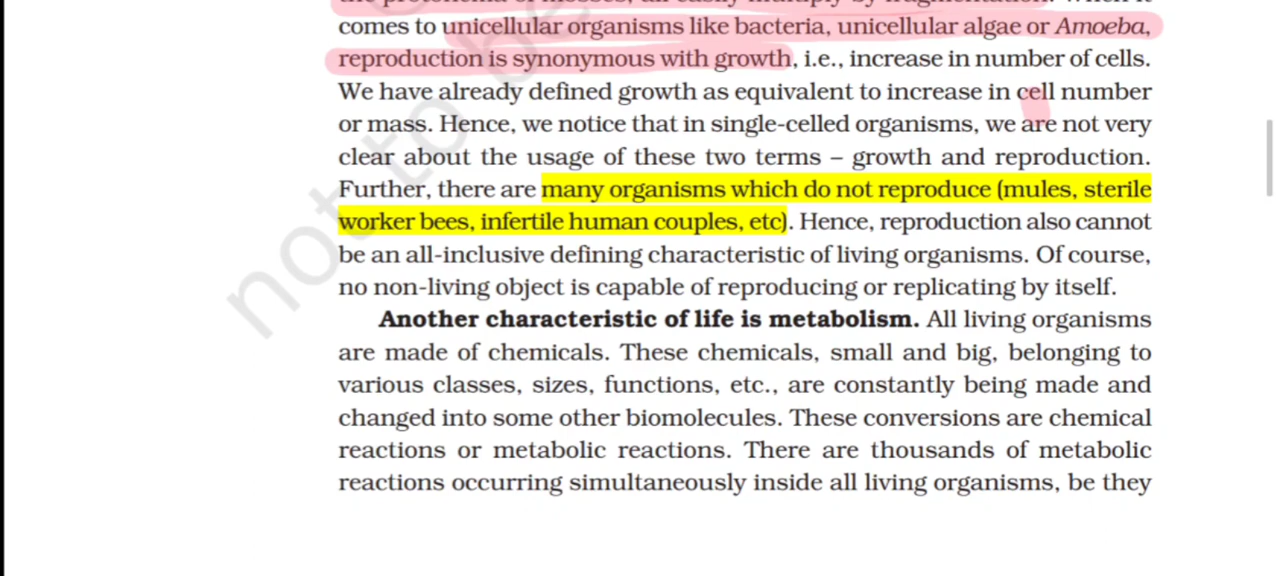 comes to unicellular organisms like bacteria, unicellular algae or Amoeba,
reproduction is synonymous with growth, i.e., increase in number of cells.
We have already defined growth as equivalent to increase in cell number
or mass. Hence, we notice that in single-celled organisms, we are not very
clear about the usage of these two terms – growth and reproduction.
Further, there are many organisms which do not reproduce (mules, sterile
worker bees, infertile human couples, etc). Hence, reproduction also cannot
be an all-inclusive defining characteristic of living organisms. Of course,
no non-living object is capable of reproducing or replicating by itself.
Another characteristic of life is metabolism. All living organisms
are made of chemicals. These chemicals, small and big, belonging to
various classes, sizes, functions, etc., are constantly being made and
changed into some other biomolecules. These conversions are chemical
reactions or metabolic reactions. There are thousands of metabolic
reactions occurring simultaneously inside all living organisms, be they
not to be